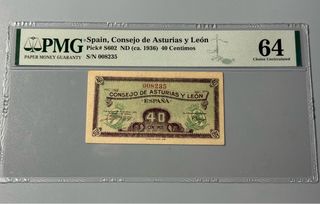 PMG
PAPER MONEY GUARANTY
Spain, Consejo de Asturias y León
Pick# S602 ND (ca. 1936) 40 Centimos
S/N 008235
64
Choice Uncirculated
008235
CONSEJO DE ASTURIAS Y LEÓN
ESPAÑA
40